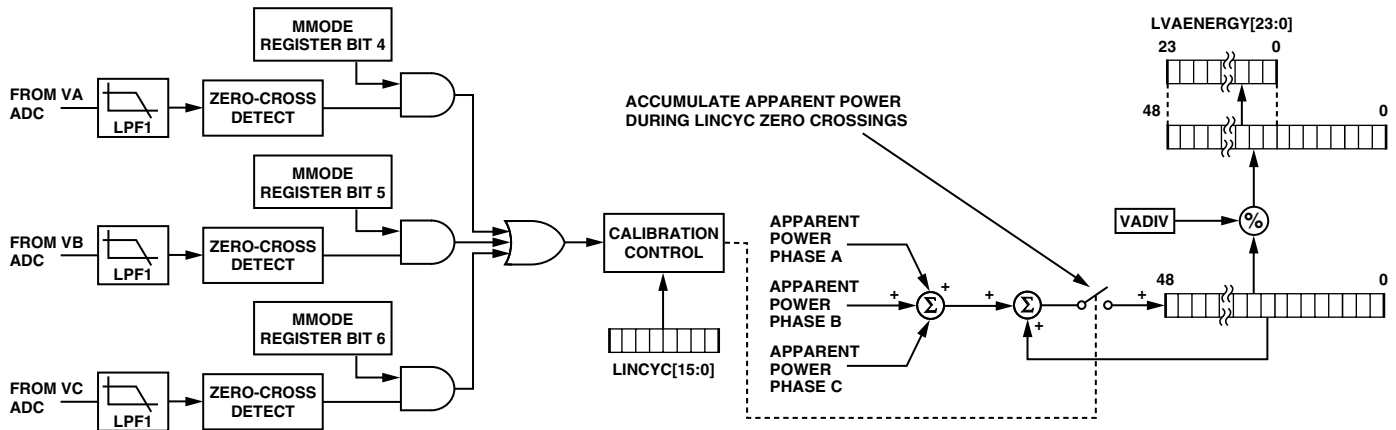 MMODE
REGISTER BIT 4
FROM VA
ADC
LPF1
ZERO-CROSS
DETECT
MMODE
REGISTER BIT 5
FROM VB
ADC
LPF1
ZERO-CROSS
DETECT
MMODE
REGISTER BIT 6
FROM VC
ADC
LPF1
ZERO-CROSS
DETECT
CALIBRATION
CONTROL
LINCYC[15:0]
ACCUMULATE APPARENT POWER
DURING LINCYC ZERO CROSSINGS
APPARENT
POWER
PHASE A
APPARENT
POWER
PHASE B
APPARENT
POWER
PHASE C
+
+
+
Σ
+
Σ
+
+
48
0
VADIV
%
48
0
LVAENERGY[23:0]
23
0